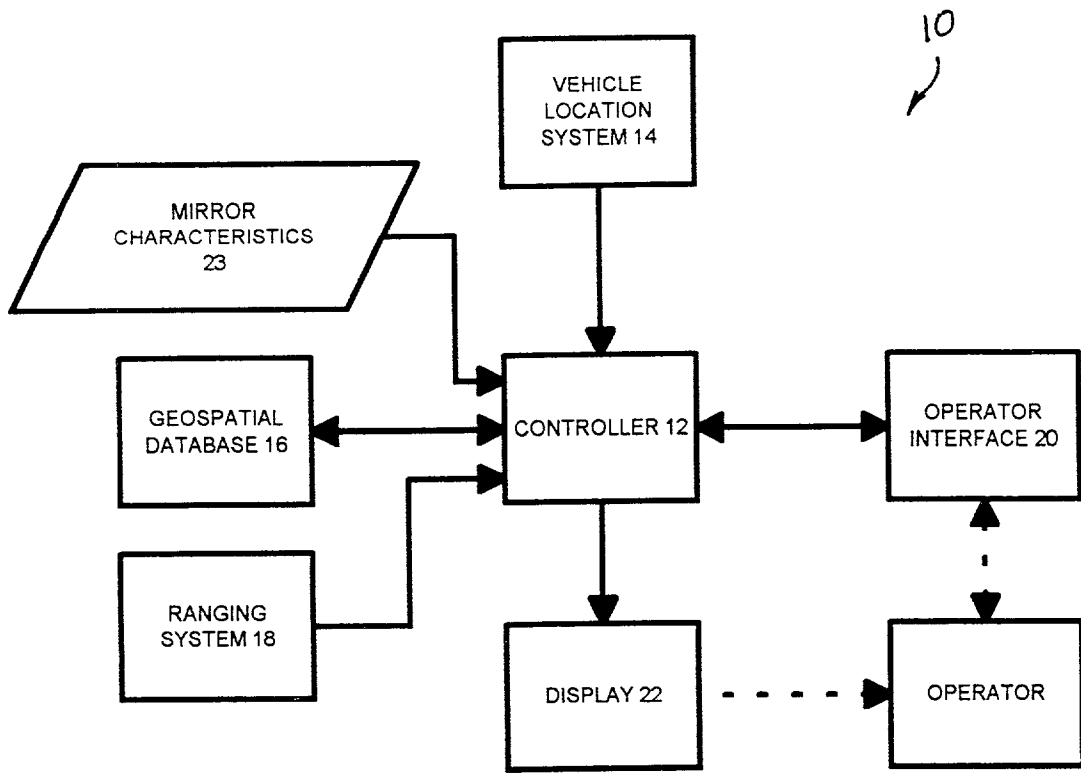 10
VEHICLE
LOCATION
SYSTEM 14
MIRROR
CHARACTERISTICS
23
GEOSPATIAL
DATABASE 16
CONTROLLER 12
OPERATOR
INTERFACE 20
RANGING
SYSTEM 18
DISPLAY 22
OPERATOR